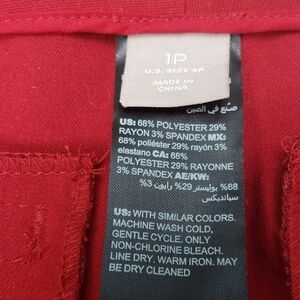 1P
U.S. SIZE 8P
MADE IN
CHINA
صنع في الصين
US: 68% POLYESTER 29%
RAYON 3% SPANDEX MX:
68% poliéster 29% rayón 3%
elastano CA: 68%
POLYESTER 29% RAYONNE
3% SPANDEX AE/KW:
68% بوليستر 29% رايون 3%
سباندكس
US: WITH SIMILAR COLORS.
MACHINE WASH COLD,
GENTLE CYCLE. ONLY
NON-CHLORINE BLEACH.
LINE DRY. WARM IRON. MAY
BE DRY CLEANED